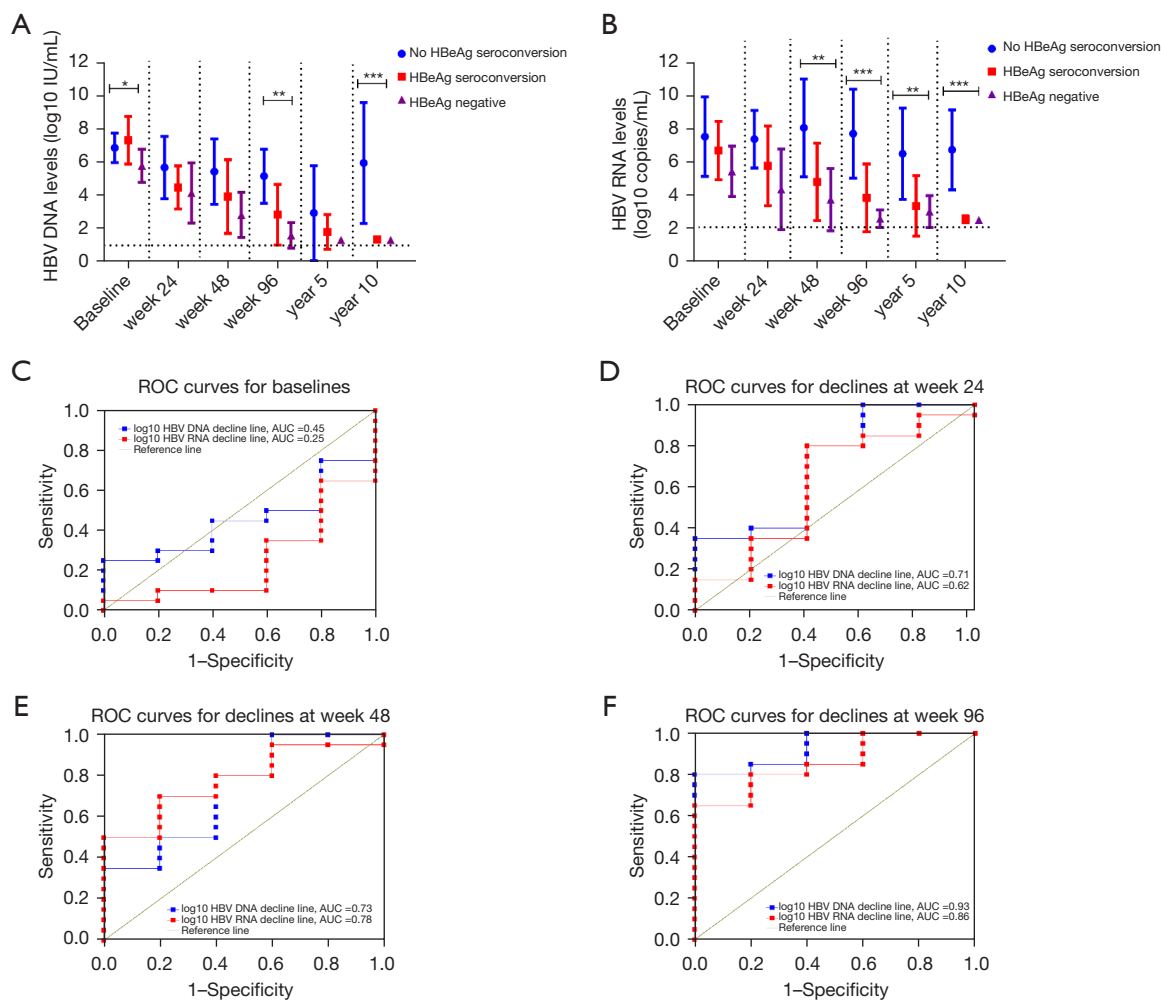 A
HBV DNA levels (log10 IU/mL)
12
10
8
6
4
2
0
*
**
***
No HBeAg seroconversion
HBeAg seroconversion
HBeAg negative
Baseline
week 24
week 48
week 96
year 5
year 10
B
HBV RNA levels
(log10 copies/mL)
12
10
8
6
4
2
0
**
***
**
***
No HBeAg seroconversion
HBeAg seroconversion
HBeAg negative
Baseline
week 24
week 48
week 96
year 5
year 10
C
ROC curves for baselines
Sensitivity
1.0
0.8
0.6
0.4
0.2
0.0
log10 HBV DNA decline line, AUC =0.45
log10 HBV RNA decline line, AUC =0.25
Reference line
0.0 0.2 0.4 0.6 0.8 1.0
1–Specificity
D
ROC curves for declines at week 24
Sensitivity
1.0
0.8
0.6
0.4
0.2
0.0
log10 HBV DNA decline line, AUC =0.71
log10 HBV RNA decline line, AUC =0.62
Reference line
0.0 0.2 0.4 0.6 0.8 1.0
1–Specificity
E
ROC curves for declines at week 48
Sensitivity
1.0
0.8
0.6
0.4
0.2
0.0
log10 HBV DNA decline line, AUC =0.73
log10 HBV RNA decline line, AUC =0.78
Reference line
0.0 0.2 0.4 0.6 0.8 1.0
1–Specificity
F
ROC curves for declines at week 96
Sensitivity
1.0
0.8
0.6
0.4
0.2
0.0
log10 HBV DNA decline line, AUC =0.93
log10 HBV RNA decline line, AUC =0.86
Reference line
0.0 0.2 0.4 0.6 0.8 1.0
1–Specificity